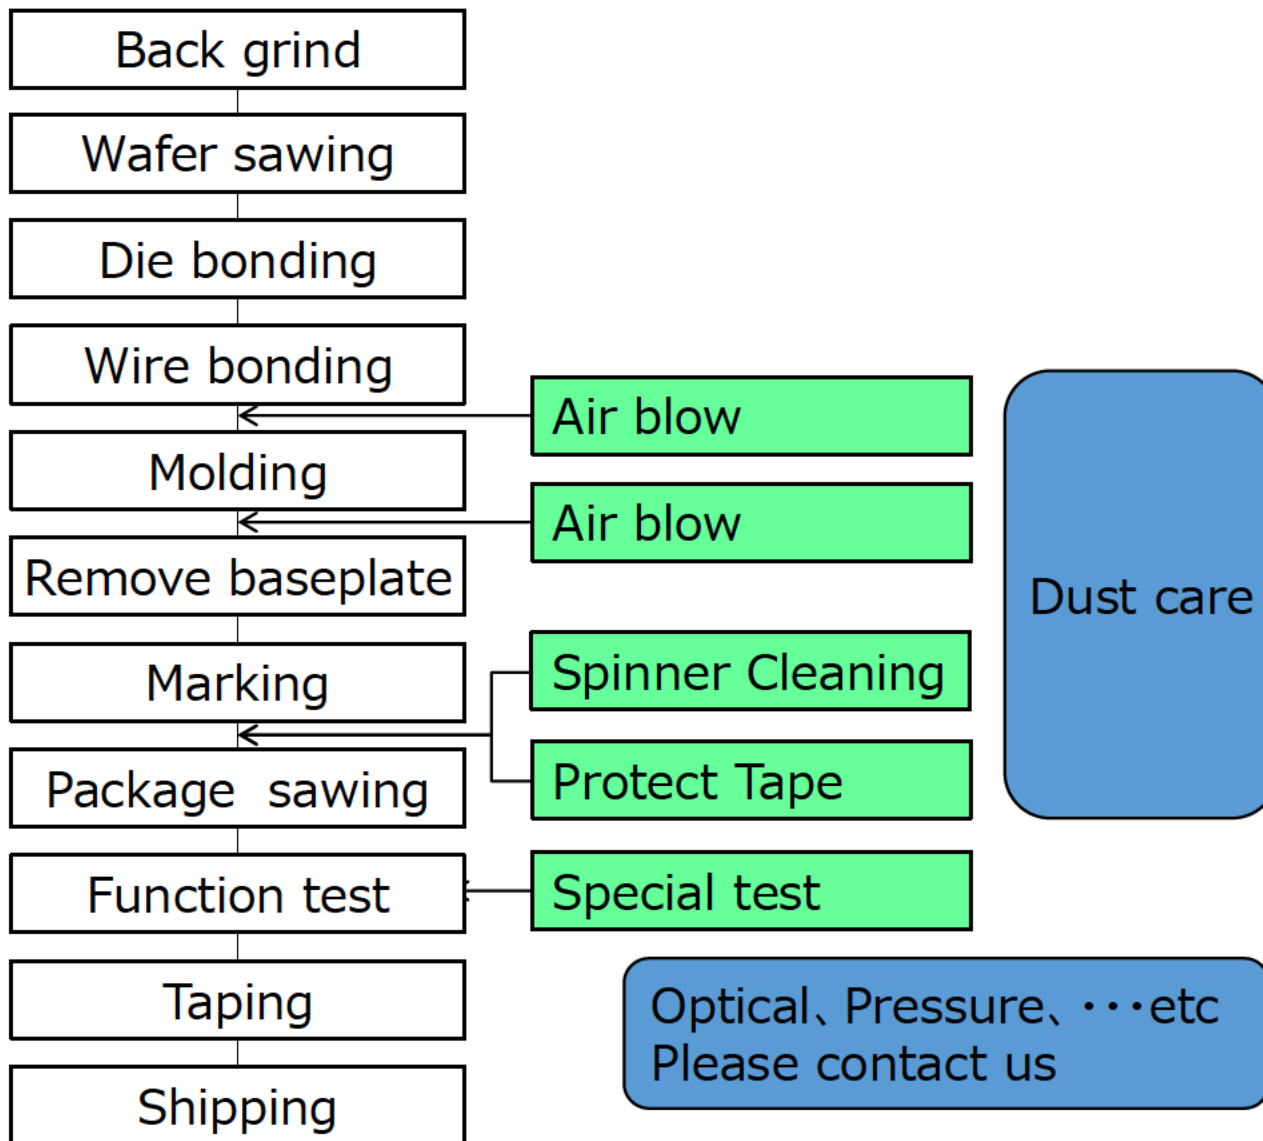 Back grind
Wafer sawing
Die bonding
Wire bonding
Air blow
Molding
Air blow
Remove baseplate
Dust care
Spinner Cleaning
Marking
Protect Tape
Package sawing
Function test
Special test
Taping
Optical、Pressure、・・・etc
Please contact us
Shipping